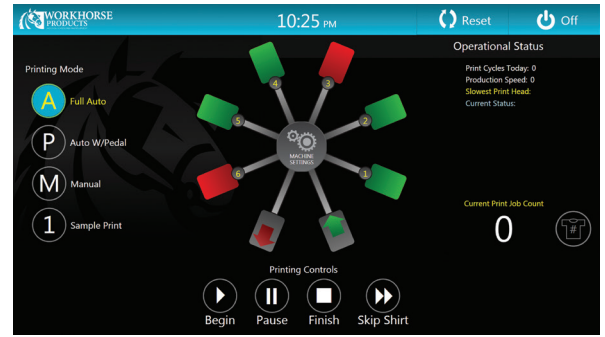 WORKHORSE
PRODUCTS
10:25 PM
Reset
Off
Operational Status
Print Cycles Today: 0
Production Speed: 0
Slowest Print Head:
Current Status:
Printing Mode
A Full Auto
P Auto W/Pedal
M Manual
1 Sample Print
4
3
5
2
MACHINE
SETTINGS
6
1
Current Print Job Count
0
#
Printing Controls
Begin
Pause
Finish
Skip Shirt